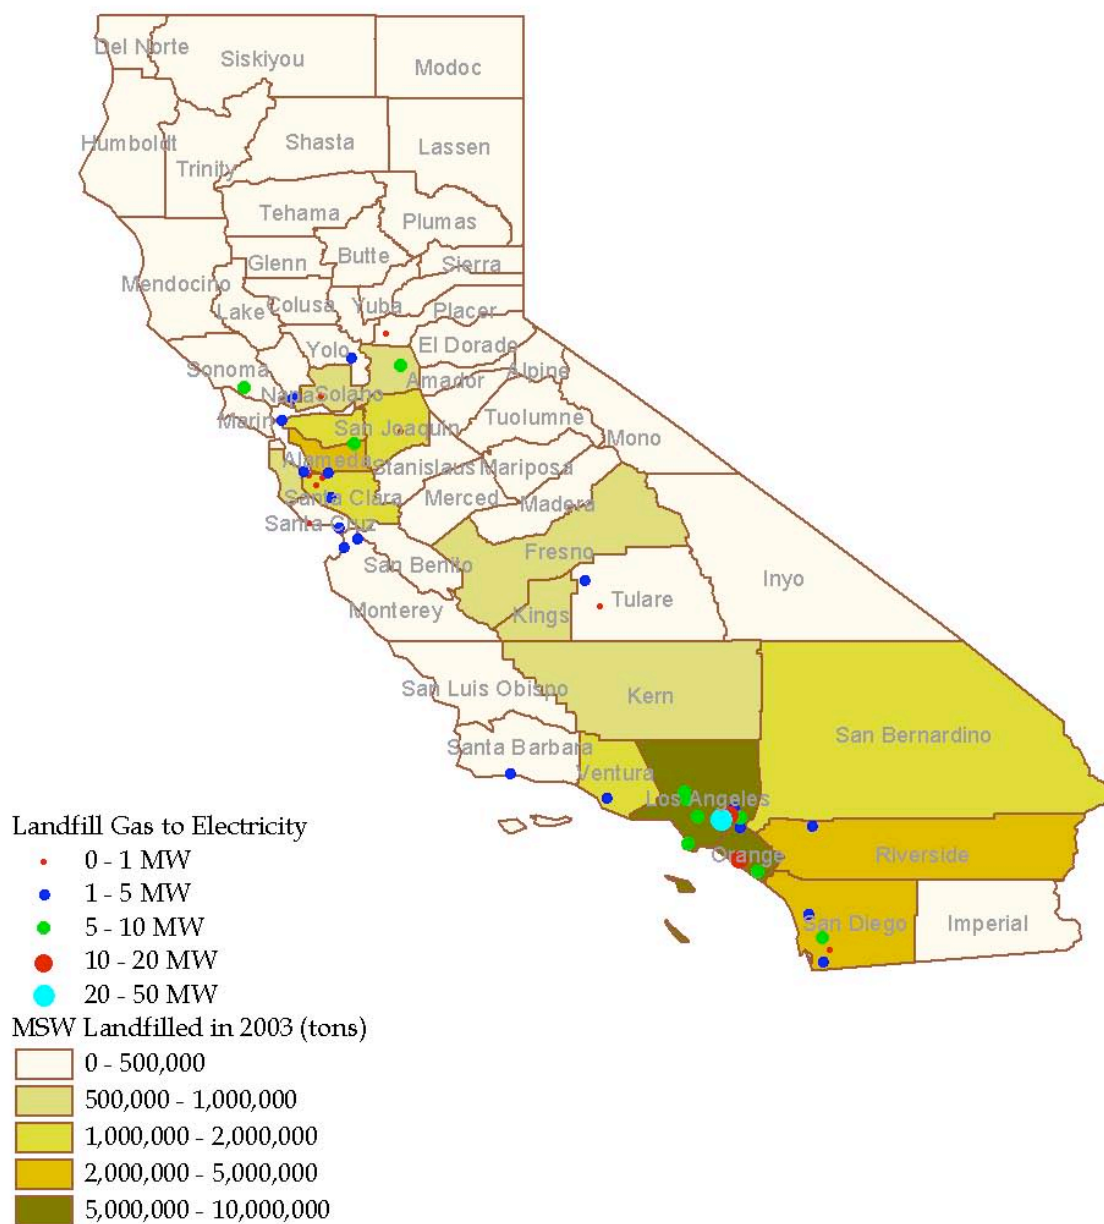 Del Norte
Siskiyou
Modoc
Humboldt
Trinity
Shasta
Lassen
Tehama
Plumas
Glenn
Butte
Sierra
Mendocino
Lake
Colusa
Yuba
Placer
Yolo
El Dorado
Sonoma
Napa
Solano
Amador
Alpine
Marin
San Joaquin
Tuolumne
Mono
Alameda
Stanislaus
Mariposa
Santa Clara
Merced
Madera
Santa Cruz
San Benito
Fresno
Inyo
Monterey
Kings
Tulare
San Luis Obispo
Kern
San Bernardino
Santa Barbara
Ventura
Los Angeles
Orange
Riverside
San Diego
Imperial
Landfill Gas to Electricity
0 - 1 MW
1 - 5 MW
5 - 10 MW
10 - 20 MW
20 - 50 MW
MSW Landfilled in 2003 (tons)
0 - 500,000
500,000 - 1,000,000
1,000,000 - 2,000,000
2,000,000 - 5,000,000
5,000,000 - 10,000,000